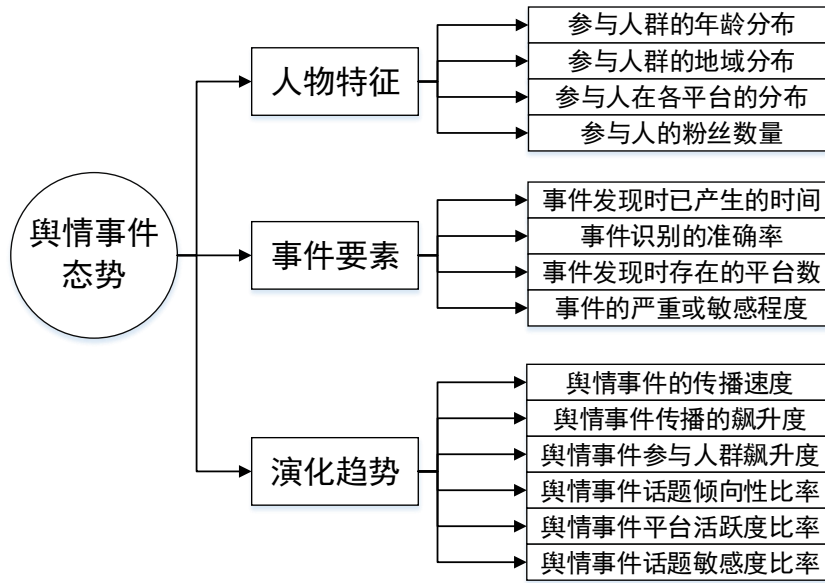 舆情事件
态势
人物特征
参与人群的年龄分布
参与人群的地域分布
参与人在各平台的分布
参与人的粉丝数量
事件要素
事件发现时已产生的时间
事件识别的准确率
事件发现时存在的平台数
事件的严重或敏感程度
演化趋势
舆情事件的传播速度
舆情事件传播的飙升度
舆情事件参与人群飙升度
舆情事件话题倾向性比率
舆情事件平台活跃度比率
舆情事件话题敏感度比率